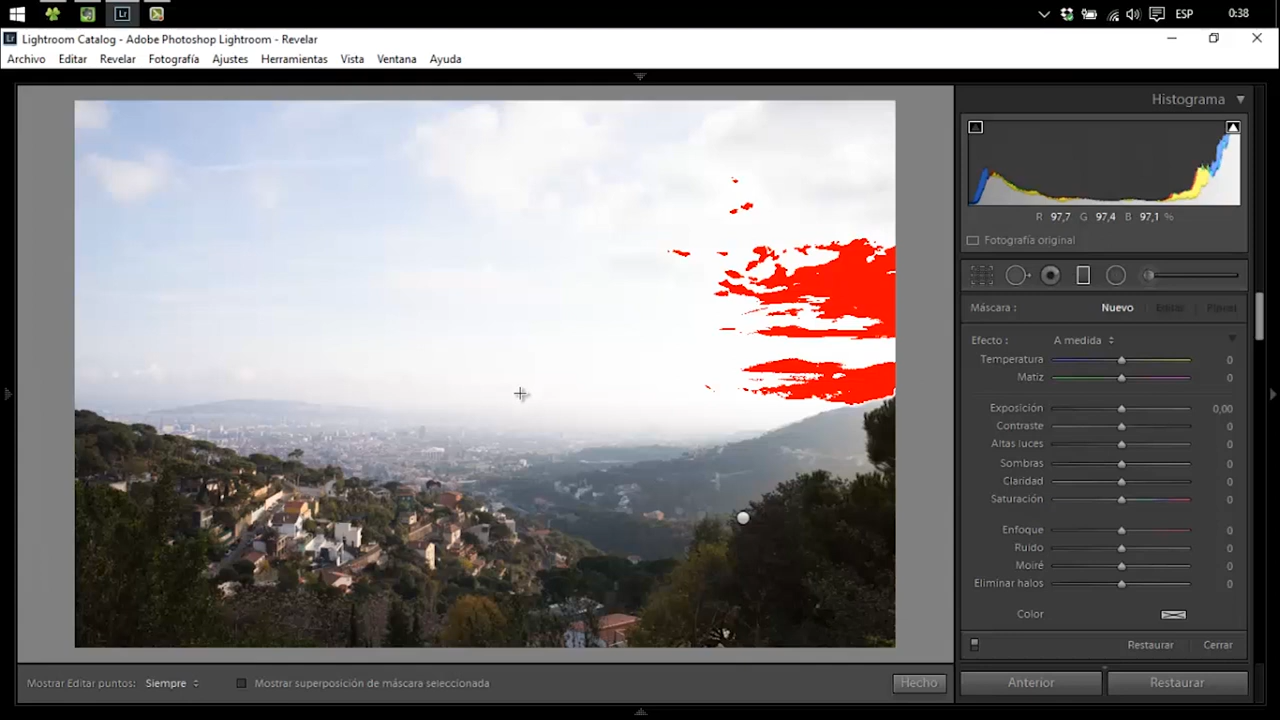 ESP 0:38
Lr Lightroom Catalog - Adobe Photoshop Lightroom - Revelar
Archivo Editar Revelar Fotografía Ajustes Herramientas Vista Ventana Ayuda
Histograma
R 97,7 G 97,4 B 97,1 %
Fotografía original
Máscara : Nuevo Editar Pincel
Efecto : A medida
Temperatura 0
Matiz 0
Exposición 0,00
Contraste 0
Altas luces 0
Sombras 0
Claridad 0
Saturación 0
Enfoque 0
Ruido 0
Moiré 0
Eliminar halos 0
Color
Restaurar Cerrar
Mostrar Editar puntos: Siempre Mostrar superposición de máscara seleccionada Hecho Anterior Restaurar